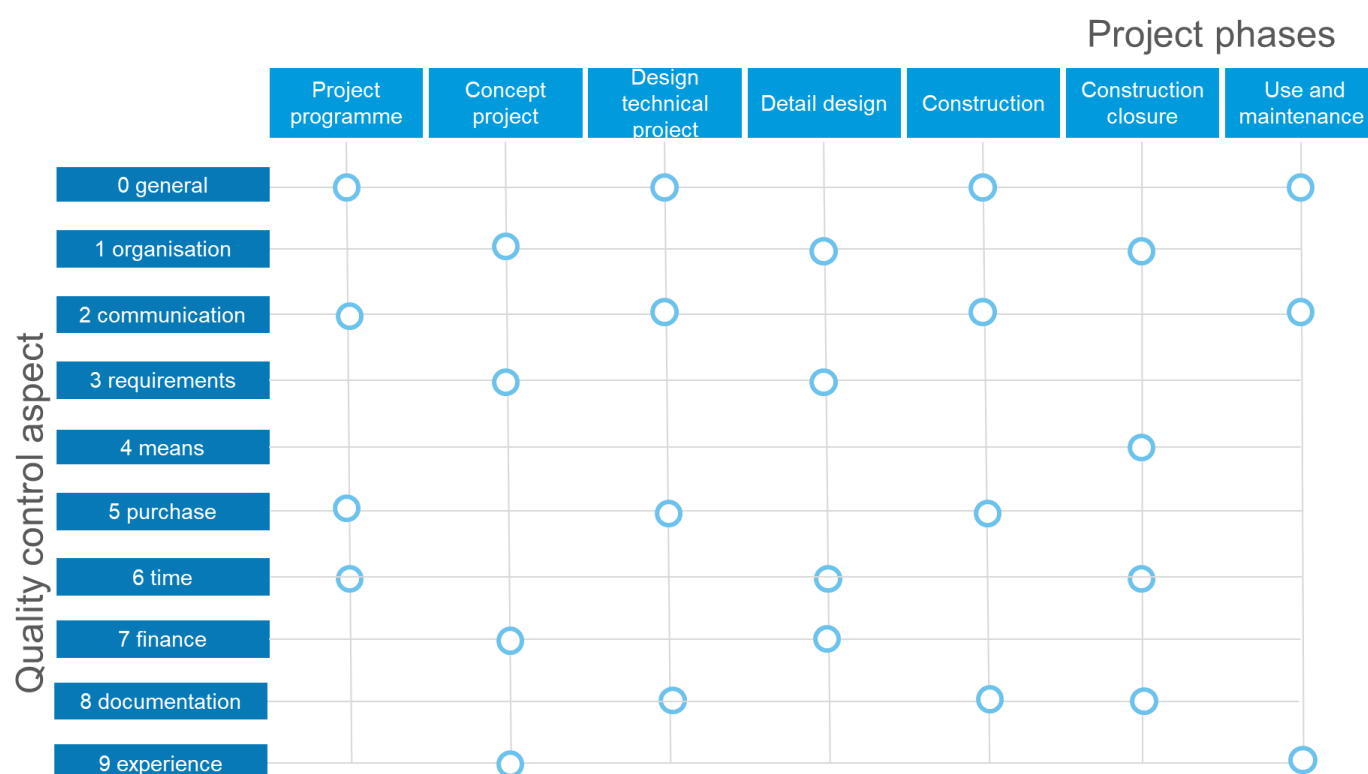 Project phases
Project
programme
Concept
project
Design
technical
project
Detail design
Construction
Construction
closure
Use and
maintenance
Quality control aspect
0 general
1 organisation
2 communication
3 requirements
4 means
5 purchase
6 time
7 finance
8 documentation
9 experience